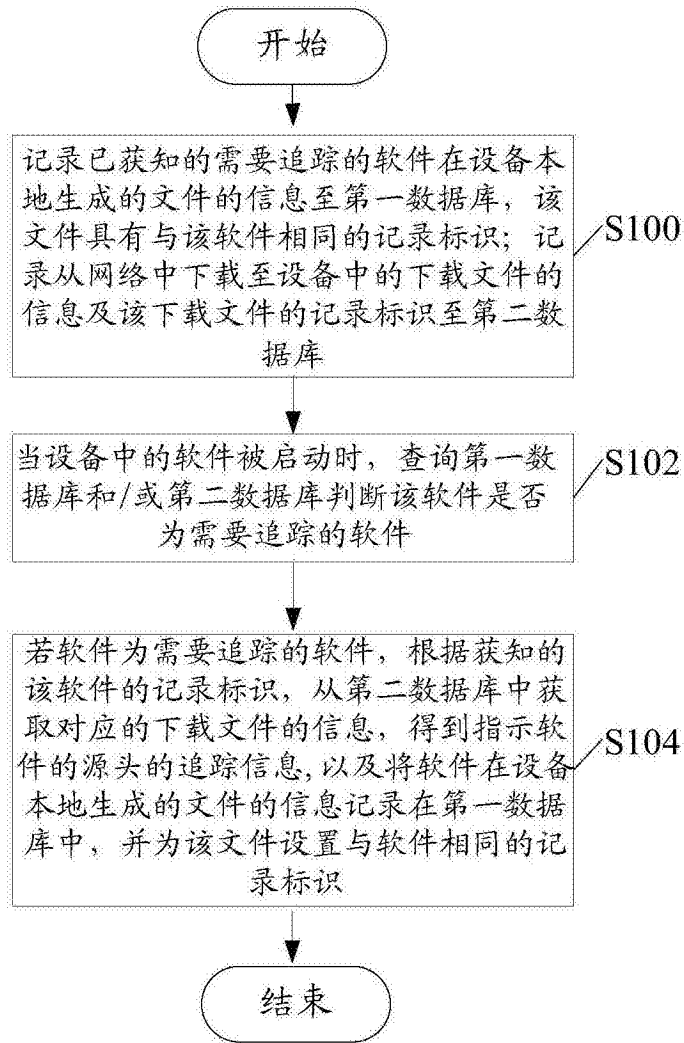 开始
记录已获知的需要追踪的软件在设备本
地生成的文件的信息至第一数据库，该
文件具有与该软件相同的记录标识；记
录从网络中下载至设备中的下载文件的
信息及该下载文件的记录标识至第二数
据库
S100
当设备中的软件被启动时，查询第一数
据库和/或第二数据库判断该软件是否
为需要追踪的软件
S102
若软件为需要追踪的软件，根据获知的
该软件的记录标识，从第二数据库中获
取对应的下载文件的信息，得到指示软
件的源头的追踪信息,以及将软件在设备
本地生成的文件的信息记录在第一数据
库中，并为该文件设置与软件相同的记
录标识
S104
结束